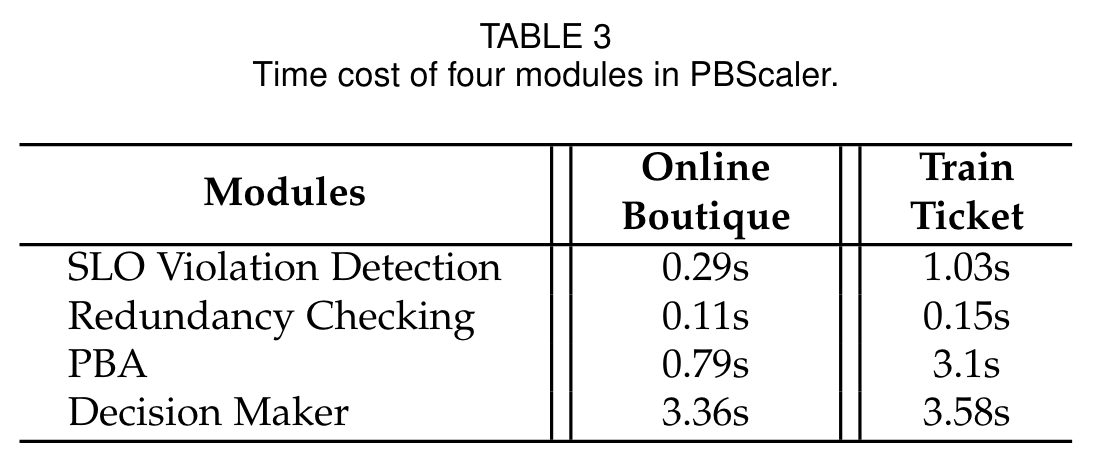 TABLE 3
Time cost of four modules in PBScaler.
Modules Online Boutique Train Ticket
SLO Violation Detection 0.29s 1.03s
Redundancy Checking 0.11s 0.15s
PBA 0.79s 3.1s
Decision Maker 3.36s 3.58s